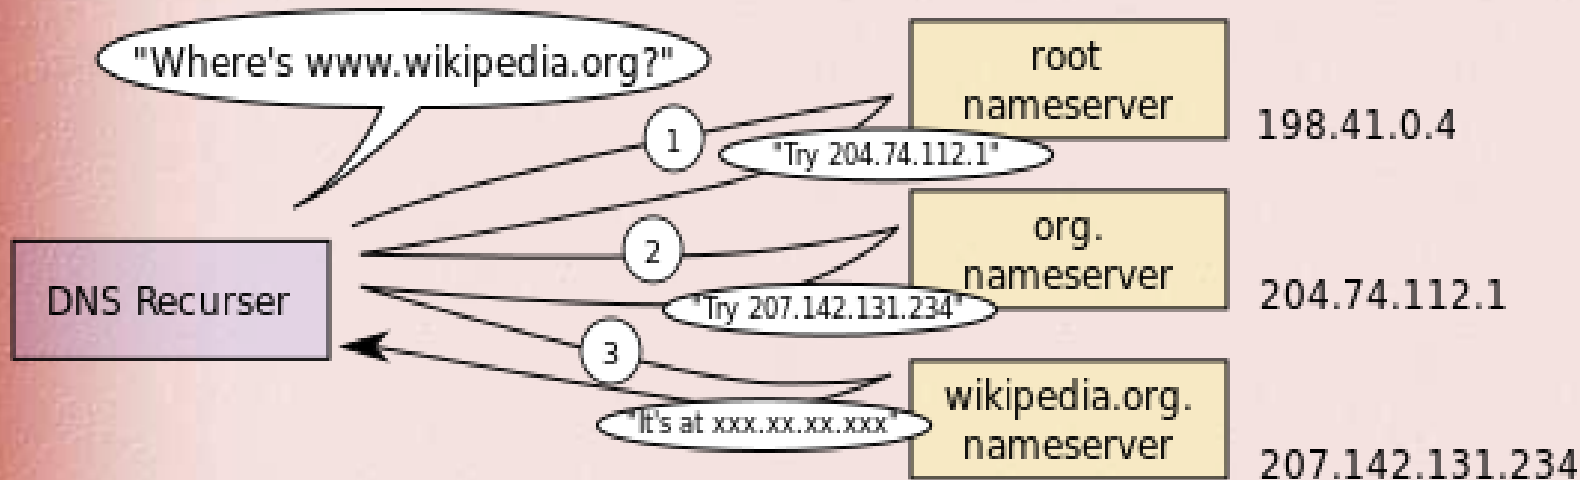 "Where's www.wikipedia.org?"
root
nameserver
198.41.0.4
1
"Try 204.74.112.1"
2
org.
nameserver
204.74.112.1
DNS Recurser
"Try 207.142.131.234"
3
"It's at xxx.xx.xx.xxx"
wikipedia.org.
nameserver
207.142.131.234